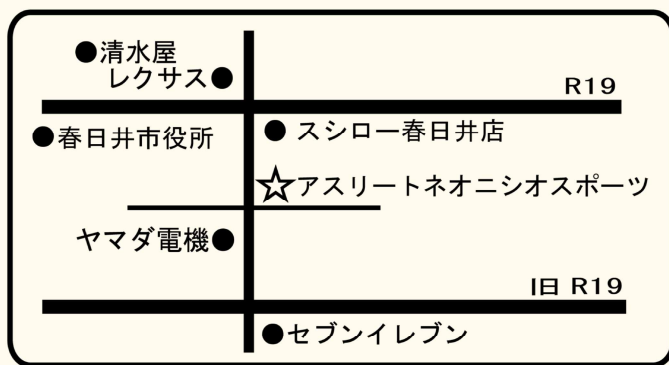 ●清水屋
レクサス●
R19
●春日井市役所
● スシロー春日井店
☆アスリートネオニシオスポーツ
ヤマダ電機●
旧 R19
●セブンイレブン